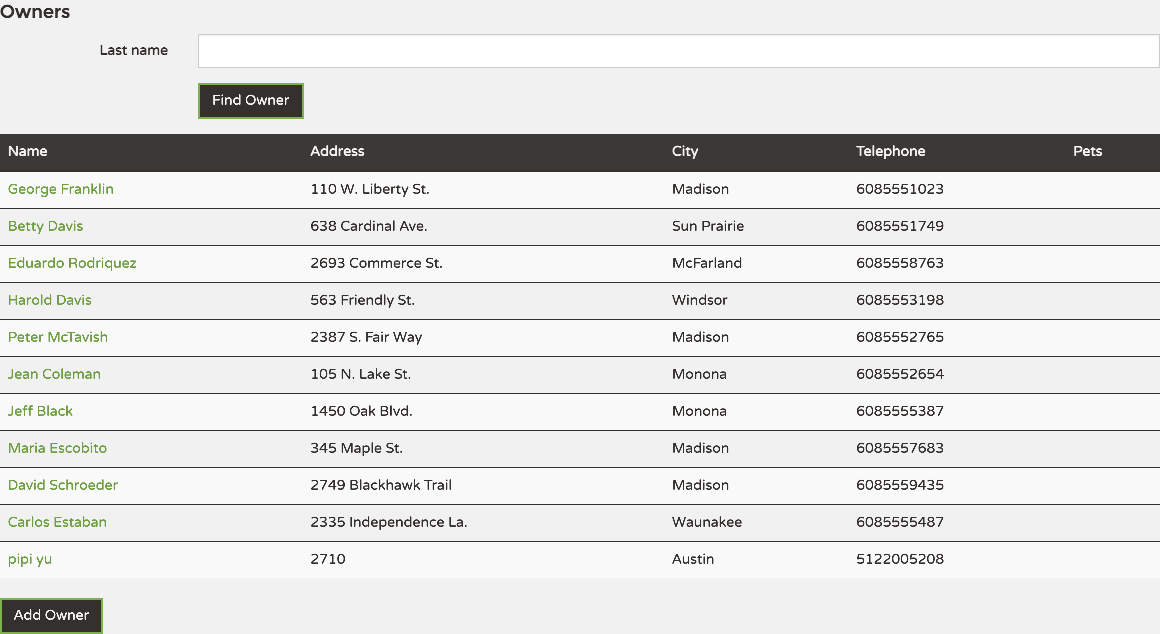 Owners
Last name
Find Owner
Name Address City Telephone Pets
George Franklin 110 W. Liberty St. Madison 6085551023
Betty Davis 638 Cardinal Ave. Sun Prairie 6085551749
Eduardo Rodriquez 2693 Commerce St. McFarland 6085558763
Harold Davis 563 Friendly St. Windsor 6085553198
Peter McTavish 2387 S. Fair Way Madison 6085552765
Jean Coleman 105 N. Lake St. Monona 6085552654
Jeff Black 1450 Oak Blvd. Monona 6085555387
Maria Escobito 345 Maple St. Madison 6085557683
David Schroeder 2749 Blackhawk Trail Madison 6085559435
Carlos Estaban 2335 Independence La. Waunakee 6085555487
pipi yu 2710 Austin 5122005208
Add Owner